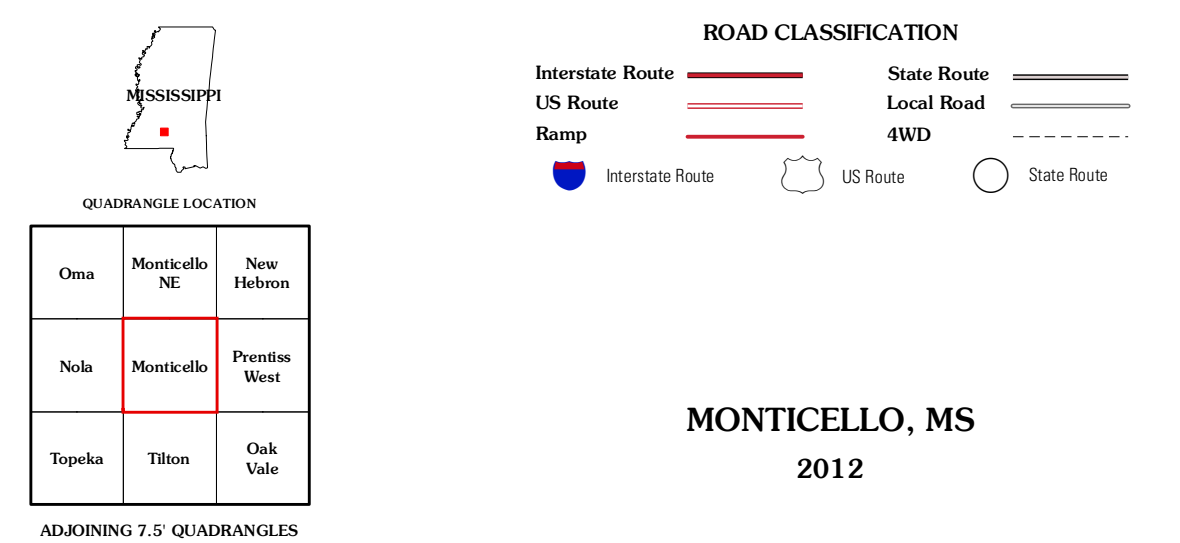 MISSISSIPPI
QUADRANGLE LOCATION
Oma
Monticello
NE
New
Hebron
Nola
Monticello
Prentiss
West
Topeka
Tilton
Oak
Vale
ADJOINING 7.5' QUADRANGLES
ROAD CLASSIFICATION
Interstate Route
State Route
US Route
Local Road
Ramp
4WD
Interstate Route
US Route
State Route
MONTICELLO, MS
2012